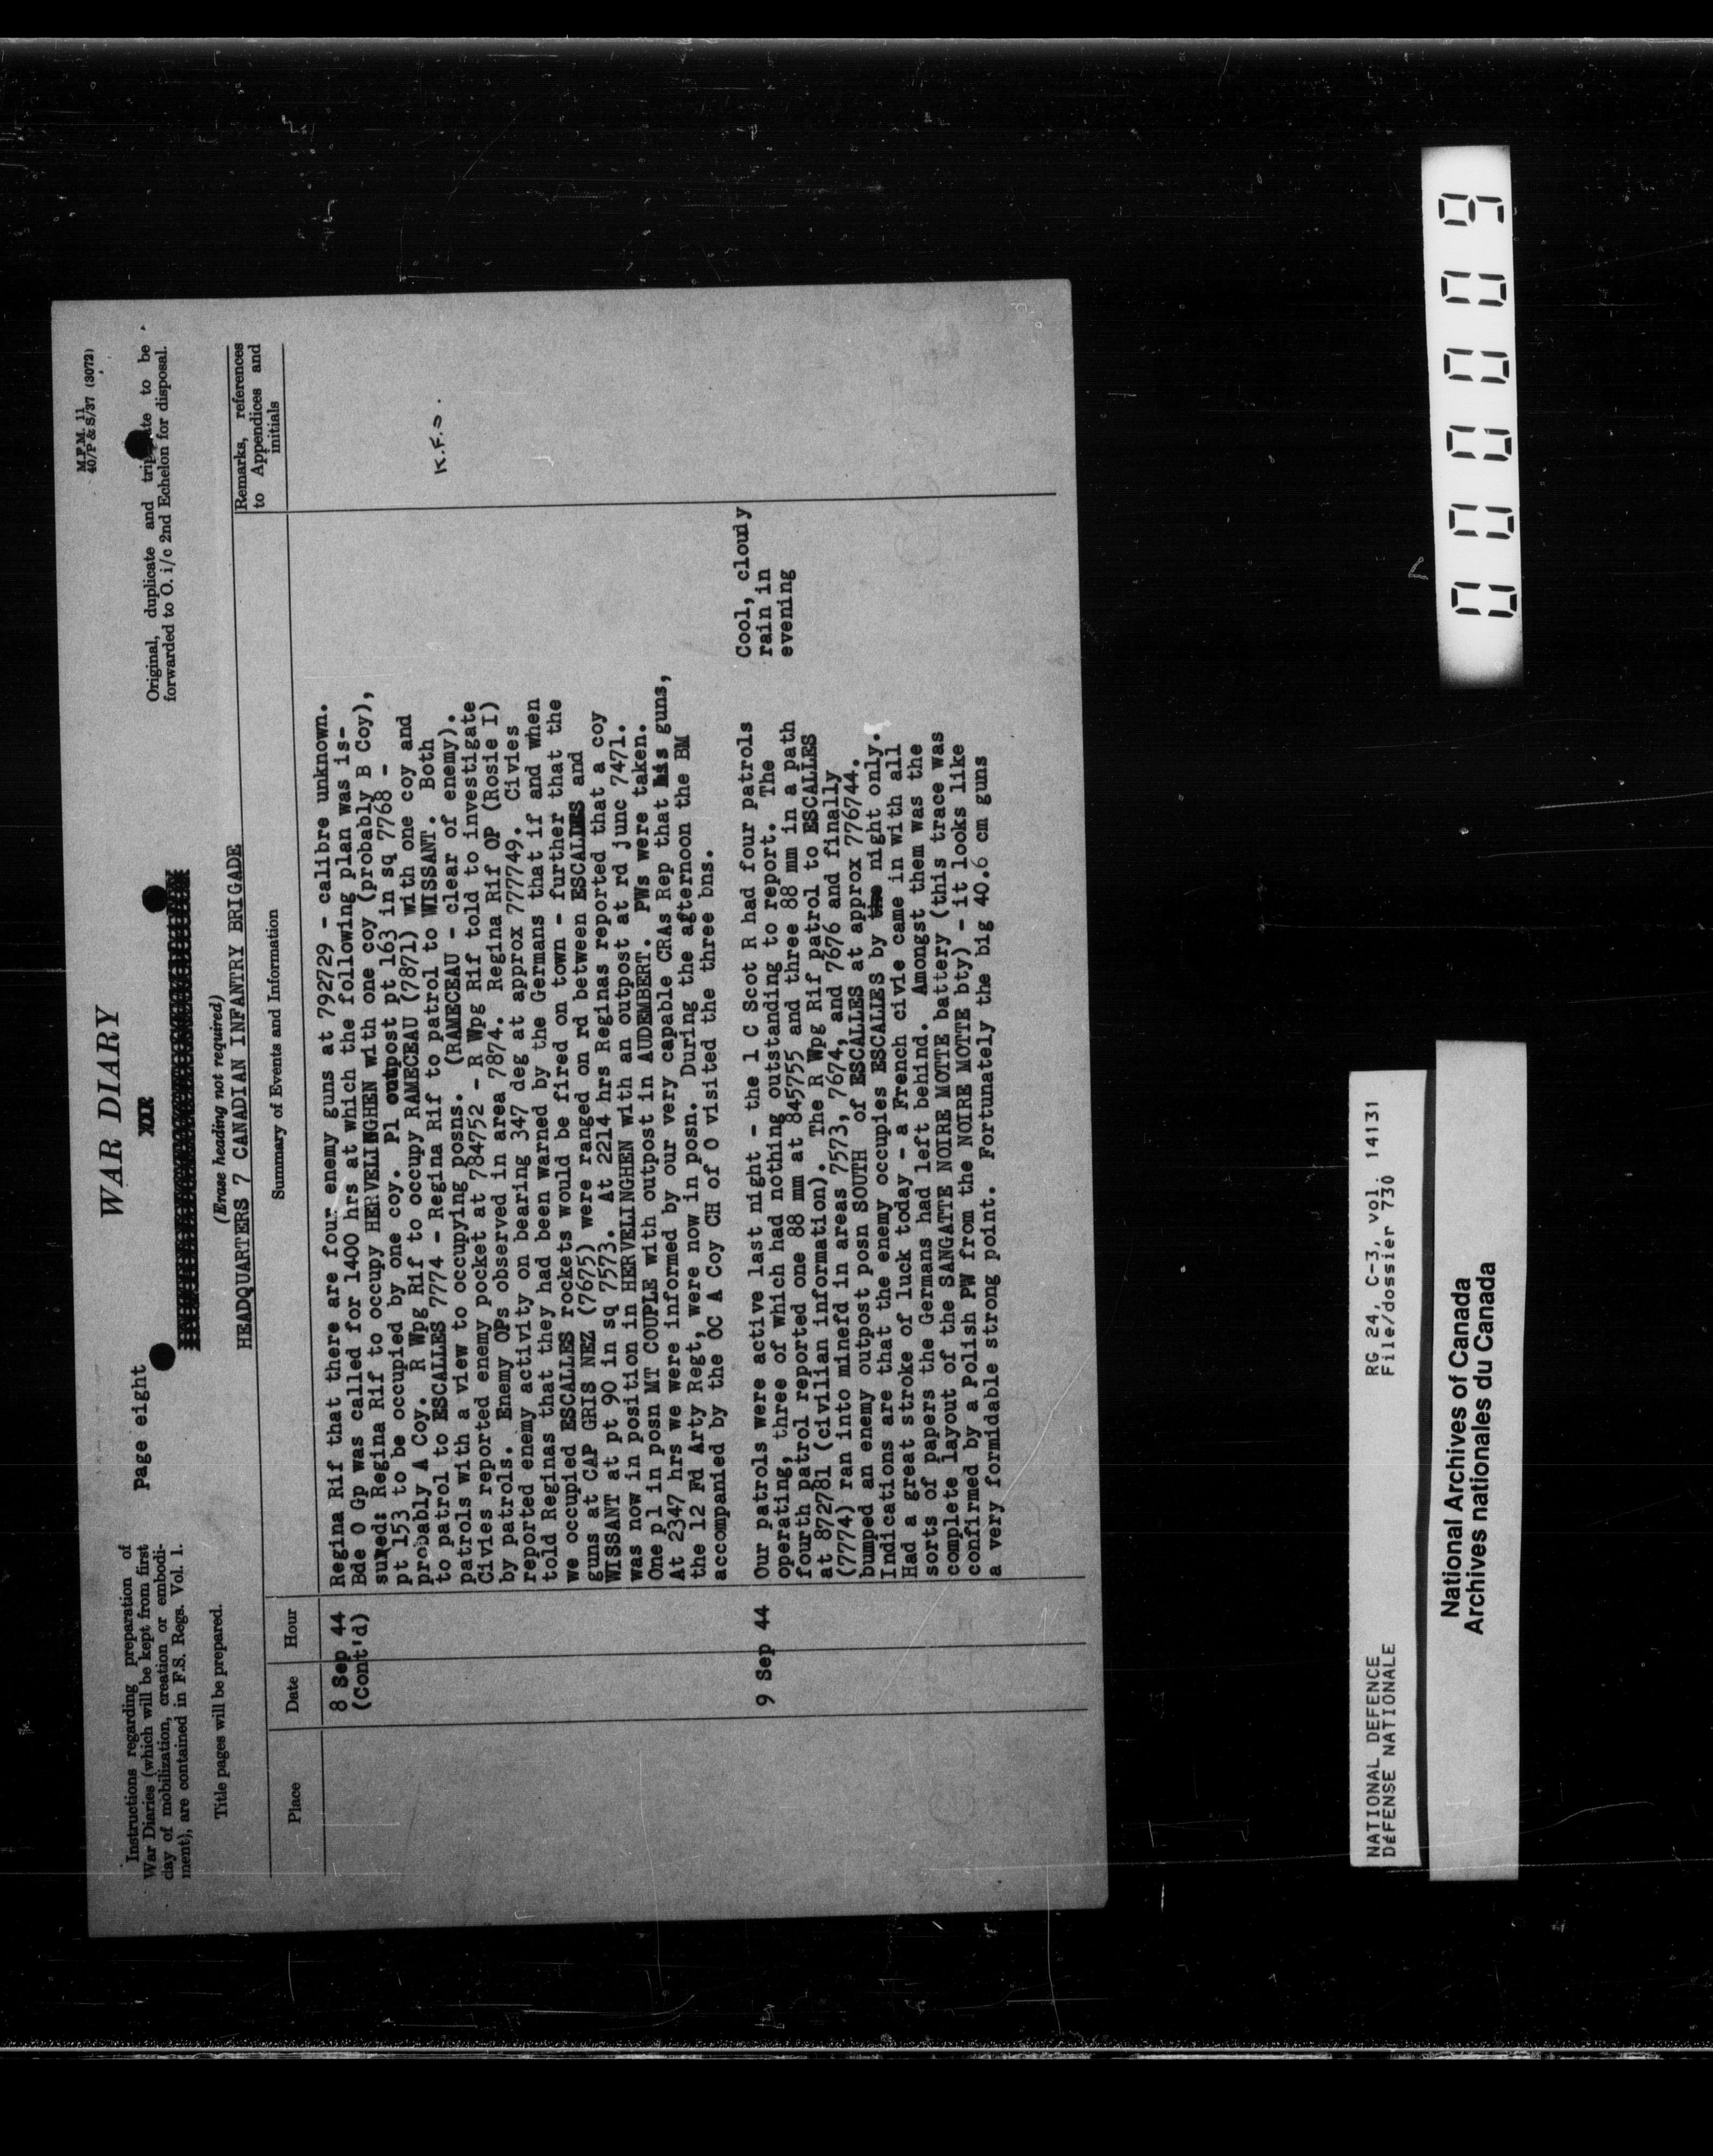 M.F.M. 11
40/P & S/37 (3072)
WAR DIARY
Page eight
Instructions regarding preparation of
War Diaries (which will be kept from first
day of mobilization, creation or embodi-
ment), are contained in F.S. Regs. Vol. 1.
Title pages will be prepared.
Original, duplicate and triplicate to be
forwarded to O. i/c 2nd Echelon for disposal.
(Erase heading not required)
HEADQUARTERS 7 CANADIAN INFANTRY BRIGADE
Place Date Hour Summary of Events and Information Remarks, references
to Appendices and
initials
8 Sep 44
(Cont'd)
Regina Rif that there are four enemy guns at 792729 - calibre unknown.
Bde O Gp was called for 1400 hrs at which the following plan was is-
sued: Regina Rif to occupy HERVELINGHEN with one coy (probably B Coy),
pt 153 to be occupied by one coy. Pl outpost pt 163 in sq 7768 -
probably A Coy. R Wpg Rif to occupy RAMECEAU (7871) with one coy and
to patrol to ESCALLES 7774 - Regina Rif to patrol to WISSANT. Both
patrols with a view to occupying posns. (RAMECEAU - clear of enemy).
Civies reported enemy pocket at 784752 - R Wpg Rif told to investigate
by patrols. Enemy OPs observed in area 7874. Regina Rif OP (Rosie I)
reported enemy activity on bearing 347 deg at approx 777749. Civies
told Reginas that they had been warned by the Germans that if and when
we occupied ESCALLES rockets would be fired on town - further that the
guns at CAP GRIS NEZ (7675) were ranged on rd between ESCALLES and
WISSANT at pt 90 in sq 7573. At 2214 hrs Reginas reported that a coy
was now in position in HERVELINGHEN with an outpost at rd junc 7471.
One pl in posn MT COUPLE with outpost in AUDEMBERT. PWs were taken.
At 2347 hrs we were informed by our very capable CRAs Rep that his guns,
the 12 Fd Arty Regt, were now in posn. During the afternoon the BM
accompanied by the OC A Coy CH of O visited the three bns.
K.F.O.
9 Sep 44
Our patrols were active last night - the 1 C Scot R had four patrols
operating, three of which had nothing outstanding to report. The
fourth patrol reported one 88 mm at 845755 and three 88 mm in a path
at 872781 (civilian information). The R Wpg Rif patrol to ESCALLES
(7774) ran into minefd in areas 7573, 7674, and 7676 and finally
bumped an enemy outpost posn SOUTH of ESCALLES at approx 776744.
Indications are that the enemy occupies ESCALLES by the night only.
Had a great stroke of luck today - a French civie came in with all
sorts of papers the Germans had left behind. Amongst them was the
complete layout of the SANGATTE NOIRE MOTTE battery (this trace was
confirmed by a Polish PW from the NOIRE MOTTE bty) - it looks like
a very formidable strong point. Fortunately the big 40.6 cm guns
Cool, cloudy
rain in
evening
NATIONAL DEFENCE RG 24, C-3, vol. 14131
DÉFENSE NATIONALE File/dossier 730
National Archives of Canada
Archives nationales du Canada